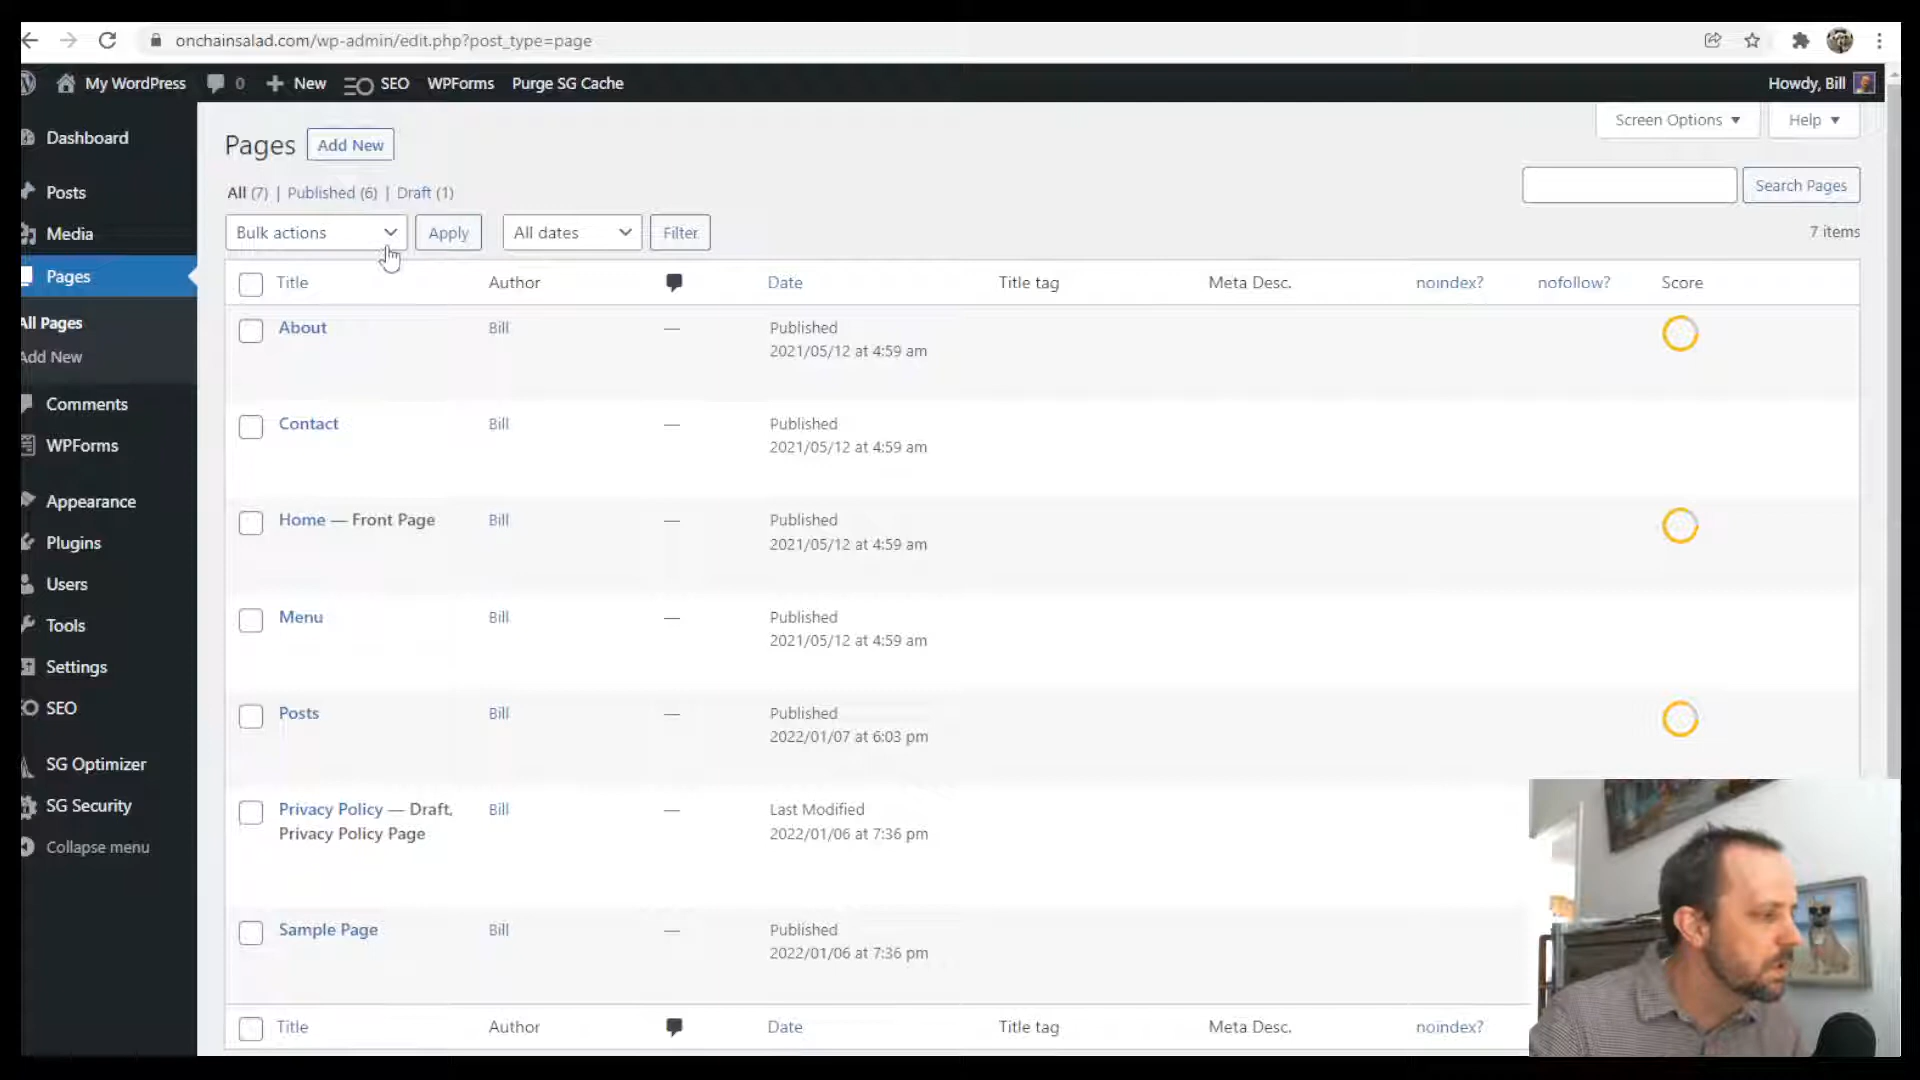 onchainsalad.com/wp-admin/edit.php?post_type=page
My WordPress 0 New SEO WPForms Purge SG Cache Howdy, Bill
Dashboard
Posts
Media
Pages
All Pages
Add New
Comments
WPForms
Appearance
Plugins
Users
Tools
Settings
SEO
SG Optimizer
SG Security
Collapse menu
Screen Options Help
Pages Add New
All (7) | Published (6) | Draft (1)
Search Pages
Bulk actions Apply All dates Filter 7 items
Title Author Date Title tag Meta Desc. noindex? nofollow? Score
About Bill — Published
2021/05/12 at 4:59 am
Contact Bill — Published
2021/05/12 at 4:59 am
Home — Front Page Bill — Published
2021/05/12 at 4:59 am
Menu Bill — Published
2021/05/12 at 4:59 am
Posts Bill — Published
2022/01/07 at 6:03 pm
Privacy Policy — Draft, Bill — Last Modified
Privacy Policy Page 2022/01/06 at 7:36 pm
Sample Page Bill — Published
2022/01/06 at 7:36 pm
Title Author Date Title tag Meta Desc. noindex?